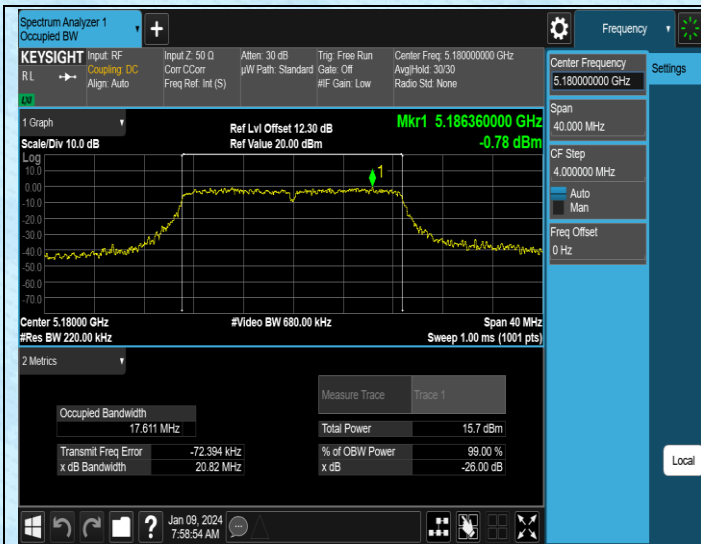 Spectrum Analyzer 1
Occupied BW
+
Frequency
KEYSIGHT
RL
LXI
Input: RF
Coupling: DC
Align: Auto
Input Z: 50 Ω
Corr CCorr
Freq Ref: Int (S)
Atten: 30 dB
µW Path: Standard
Trig: Free Run
Gate: Off
#IF Gain: Low
Center Freq: 5.180000000 GHz
Avg|Hold: 30/30
Radio Std: None
Center Frequency
5.180000000 GHz
Settings
Span
40.000 MHz
CF Step
4.000000 MHz
Auto
Man
Freq Offset
0 Hz
Local
1 Graph
Scale/Div 10.0 dB
Ref Lvl Offset 12.30 dB
Ref Value 20.00 dBm
Mkr1 5.186360000 GHz
-0.78 dBm
Log
10.0
0.00
-10.0
-20.0
-30.0
-40.0
-50.0
-60.0
-70.0
1
Center 5.18000 GHz
#Res BW 220.00 kHz
#Video BW 680.00 kHz
Span 40 MHz
Sweep 1.00 ms (1001 pts)
2 Metrics
Measure Trace Trace 1
Occupied Bandwidth
17.611 MHz
Total Power 15.7 dBm
Transmit Freq Error -72.394 kHz
% of OBW Power 99.00 %
x dB Bandwidth 20.82 MHz
x dB -26.00 dB
?
Jan 09, 2024
7:58:54 AM